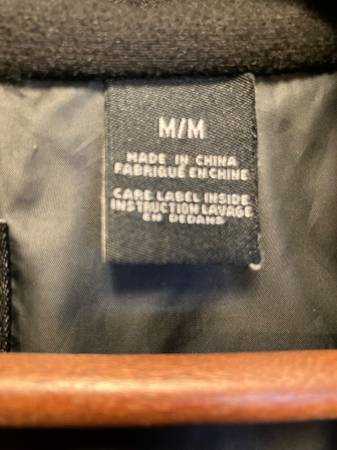 M/M
MADE IN CHINA
FABRIQUÉ EN CHINE
CARE LABEL INSIDE
INSTRUCTION LAVAGE
EN DEDANS